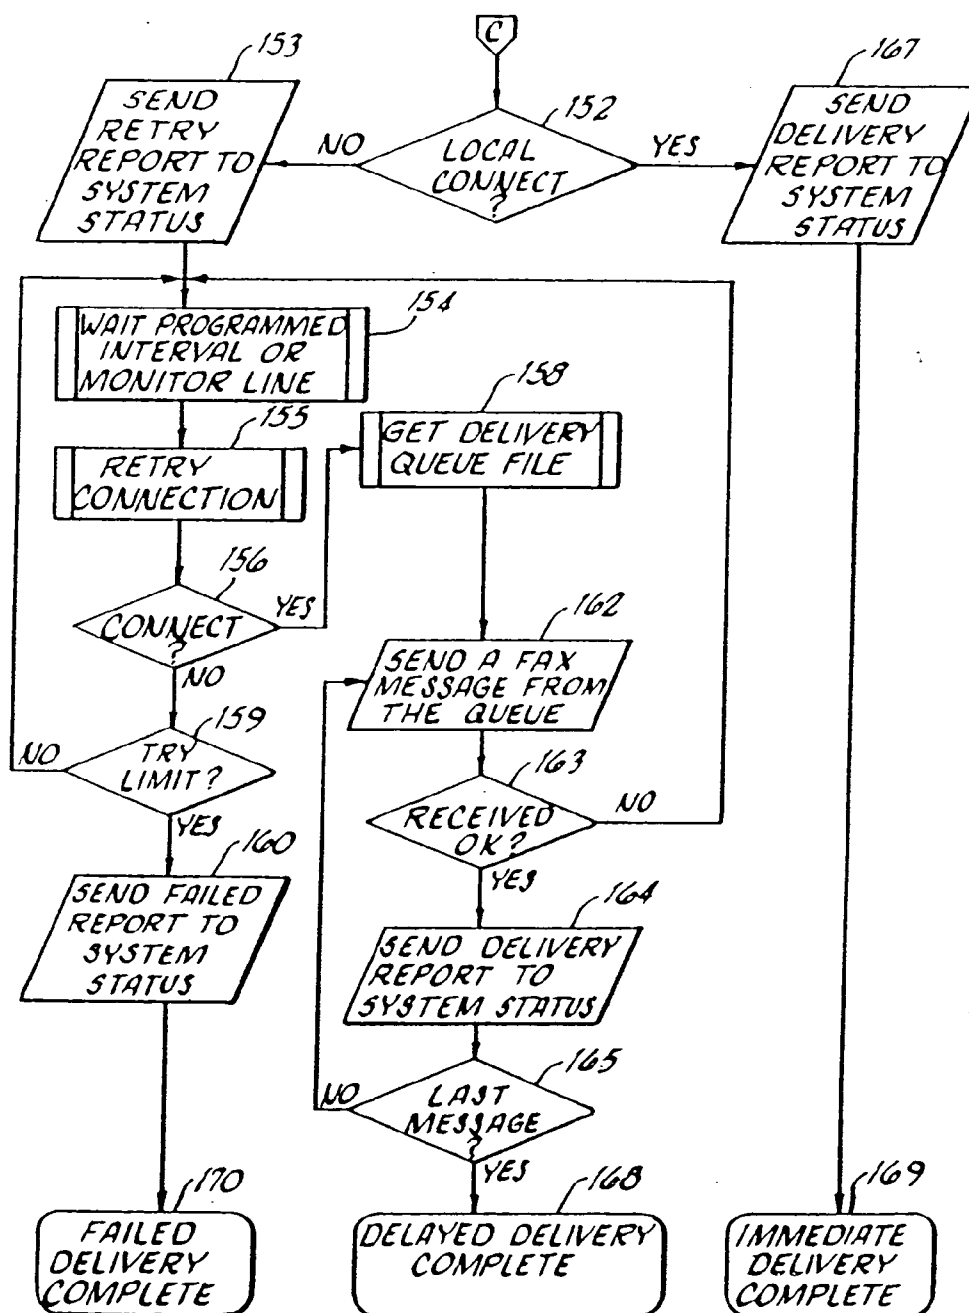 C
153
SEND
RETRY
REPORT TO
SYSTEM
STATUS
NO
152
LOCAL
CONNECT
?
YES
167
SEND
DELIVERY
REPORT TO
SYSTEM
STATUS
154
WAIT PROGRAMMED
INTERVAL OR
MONITOR LINE
155
RETRY
CONNECTION
158
GET DELIVERY
QUEUE FILE
156
CONNECT
?
YES
NO
159
TRY
LIMIT?
NO
YES
162
SEND A FAX
MESSAGE FROM
THE QUEUE
163
RECEIVED
OK?
NO
YES
160
SEND FAILED
REPORT TO
SYSTEM
STATUS
164
SEND DELIVERY
REPORT TO
SYSTEM STATUS
165
LAST
MESSAGE
?
NO
YES
170
FAILED
DELIVERY
COMPLETE
168
DELAYED DELIVERY
COMPLETE
169
IMMEDIATE
DELIVERY
COMPLETE